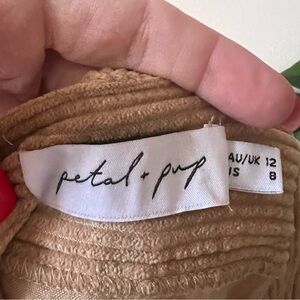 petal + pup
AU/UK 12
US 8